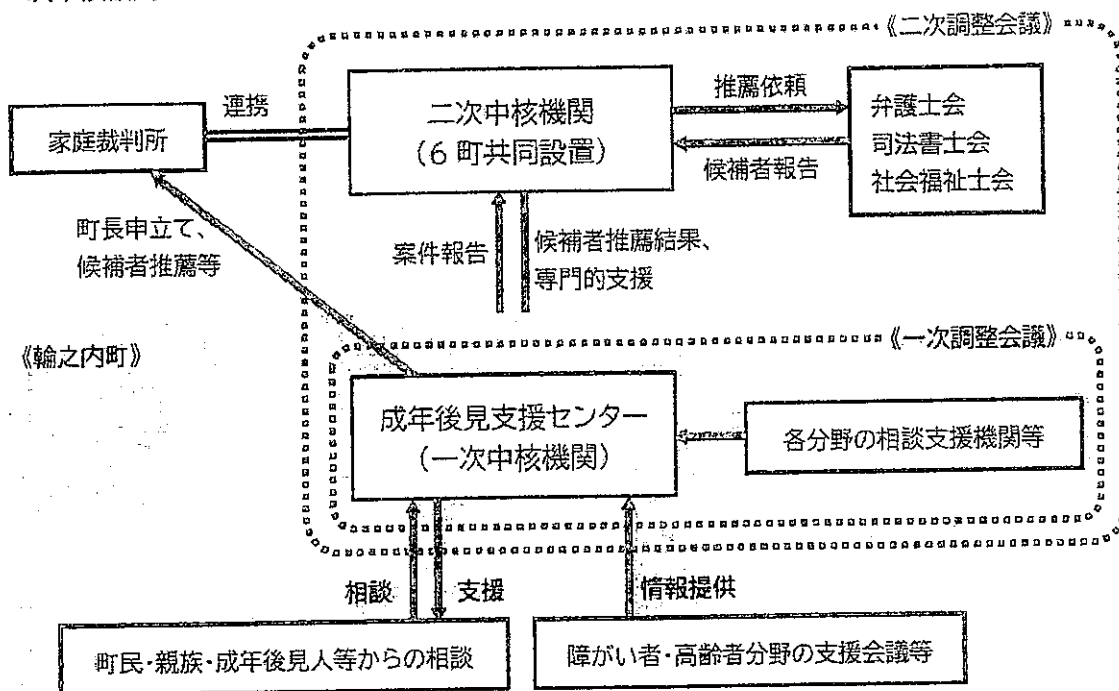 《二次調整会議》
家庭裁判所
連携
二次中核機関
(6町共同設置)
推薦依頼
候補者報告
弁護士会
司法書士会
社会福祉士会
町長申立て、
候補者推薦等
案件報告
候補者推薦結果、
専門的支援
《輪之内町》
《一次調整会議》
成年後見支援センター
(一次中核機関)
各分野の相談支援機関等
相談
支援
情報提供
町民・親族・成年後見人等からの相談
障がい者・高齢者分野の支援会議等